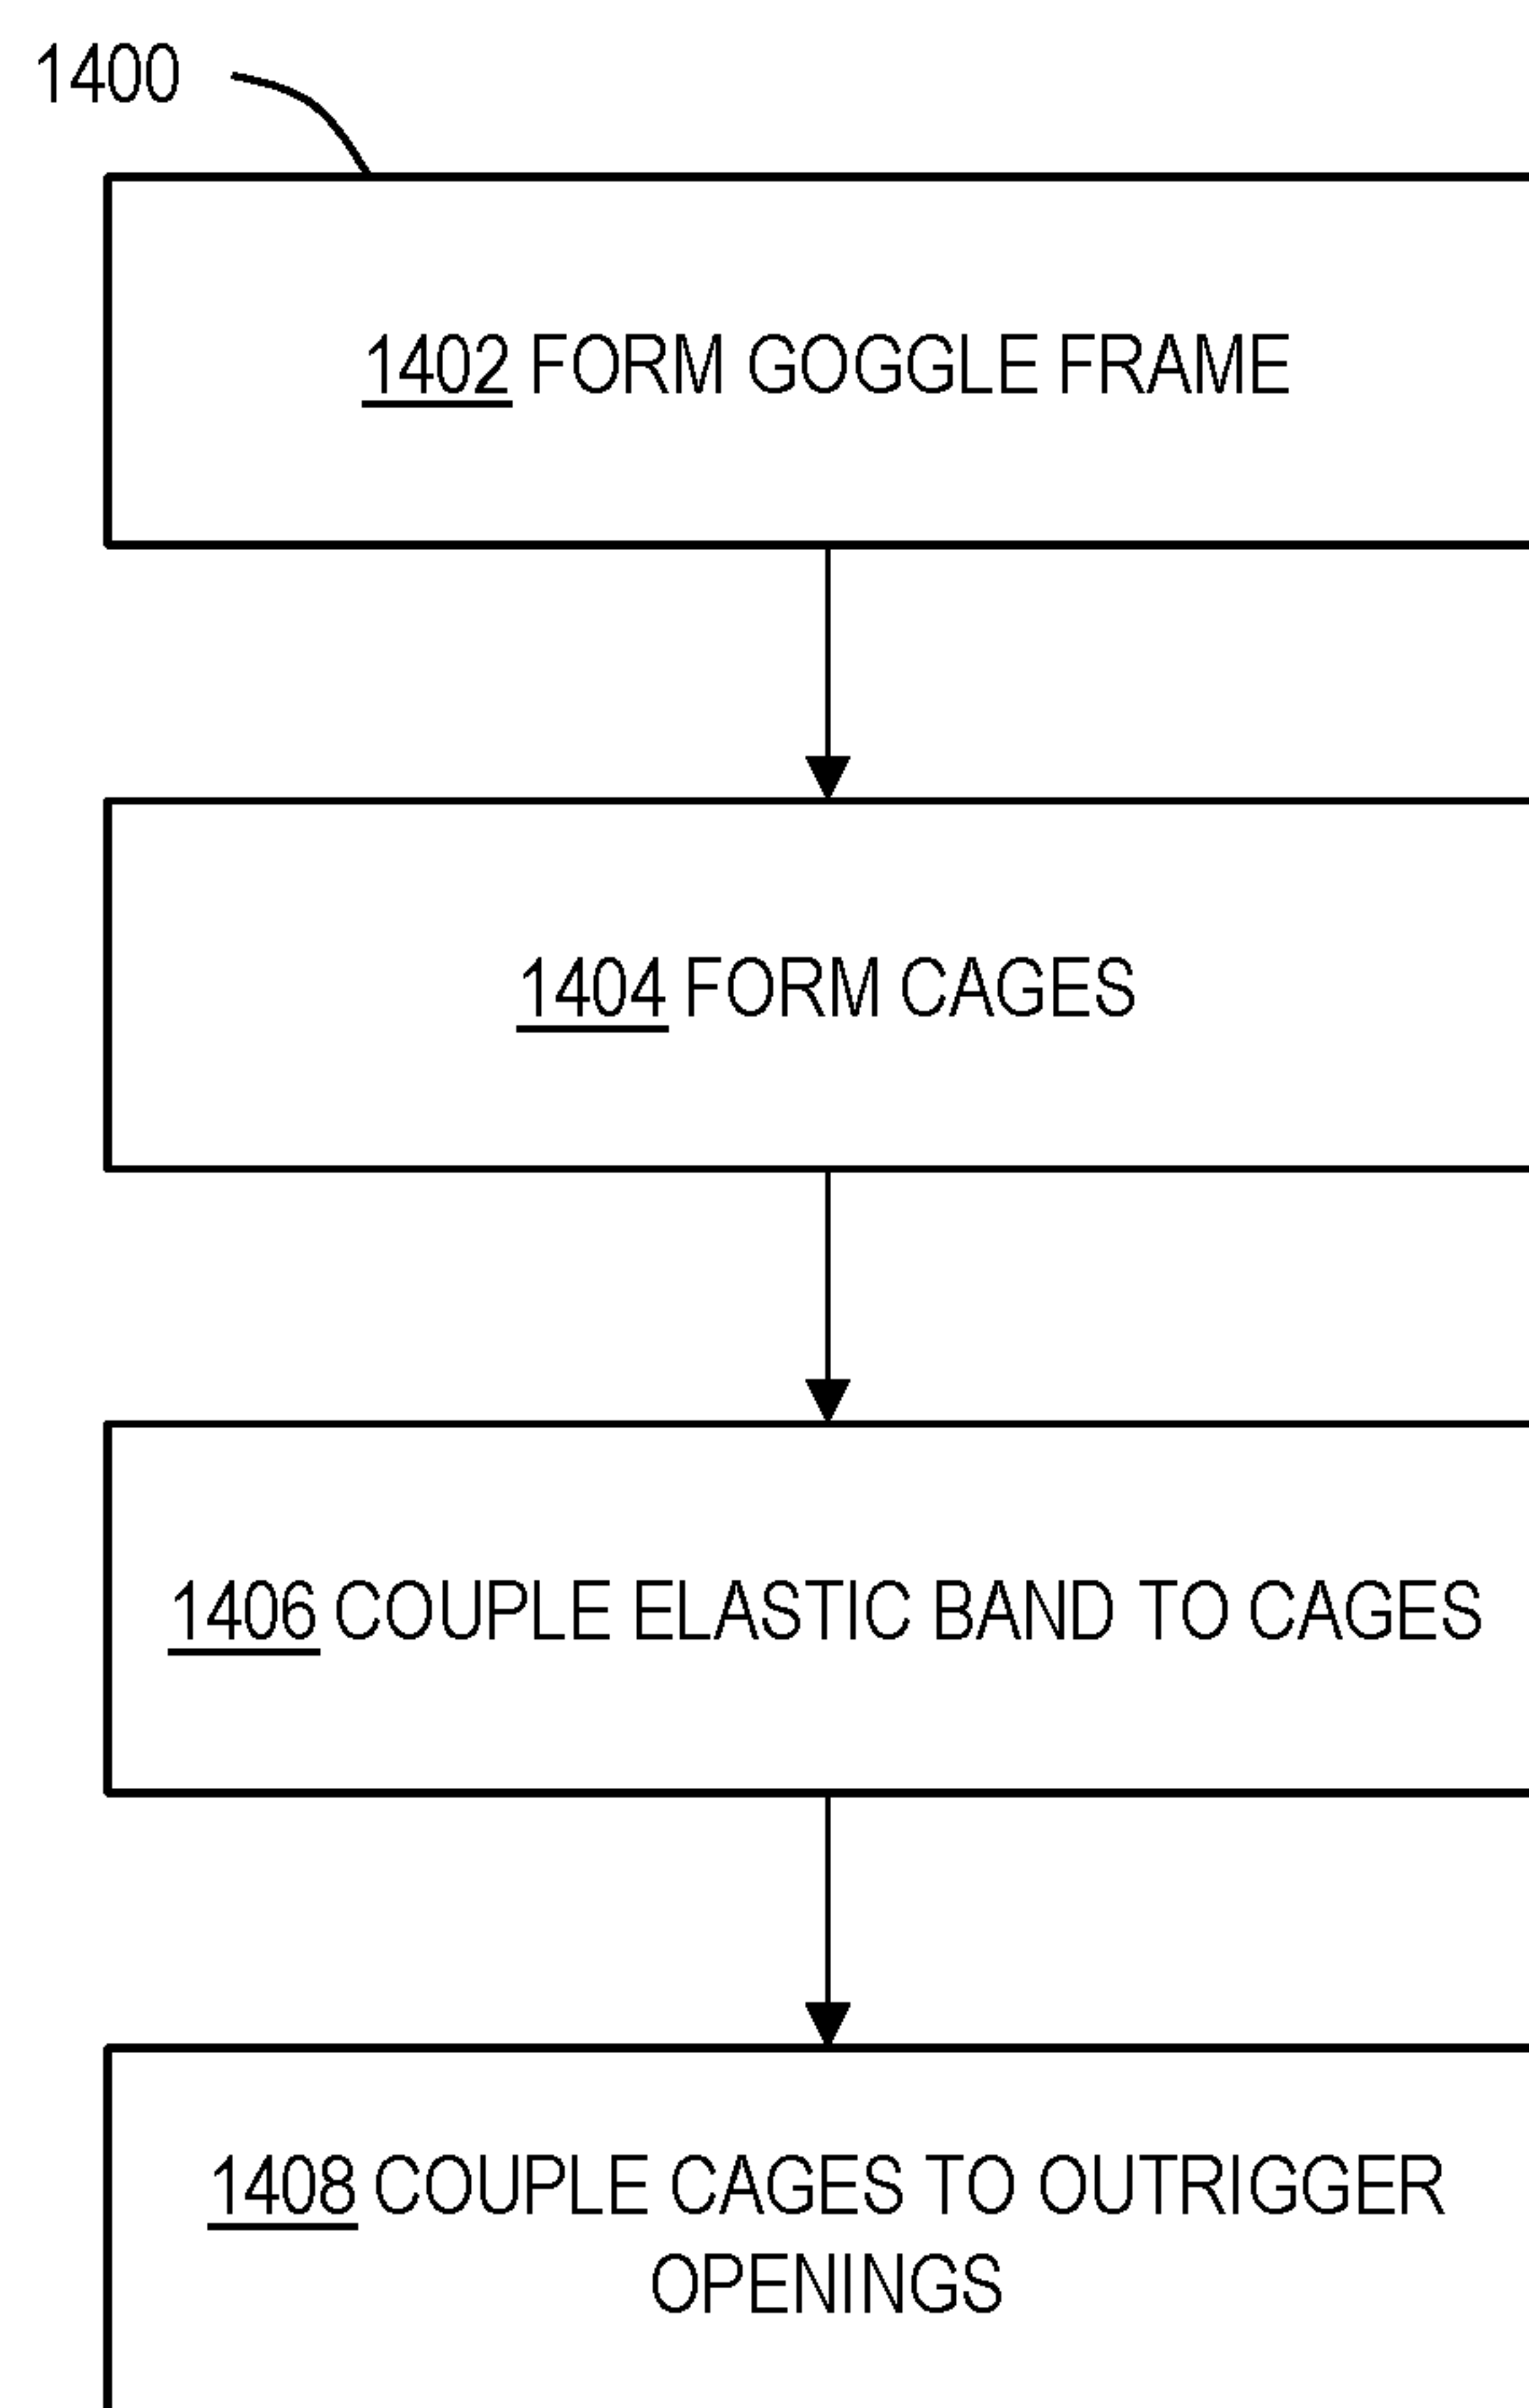 1400
1402 FORM GOGGLE FRAME
1404 FORM CAGES
1406 COUPLE ELASTIC BAND TO CAGES
1408 COUPLE CAGES TO OUTRIGGER
OPENINGS